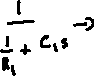 1
1/R₁ + C₁s →